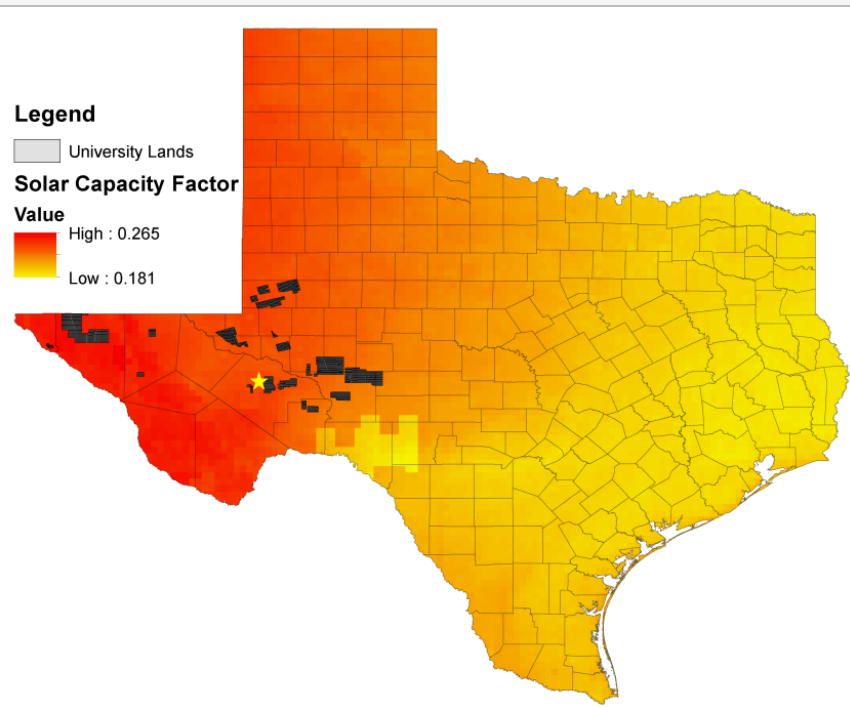 Legend
University Lands
Solar Capacity Factor
Value
High : 0.265
Low : 0.181